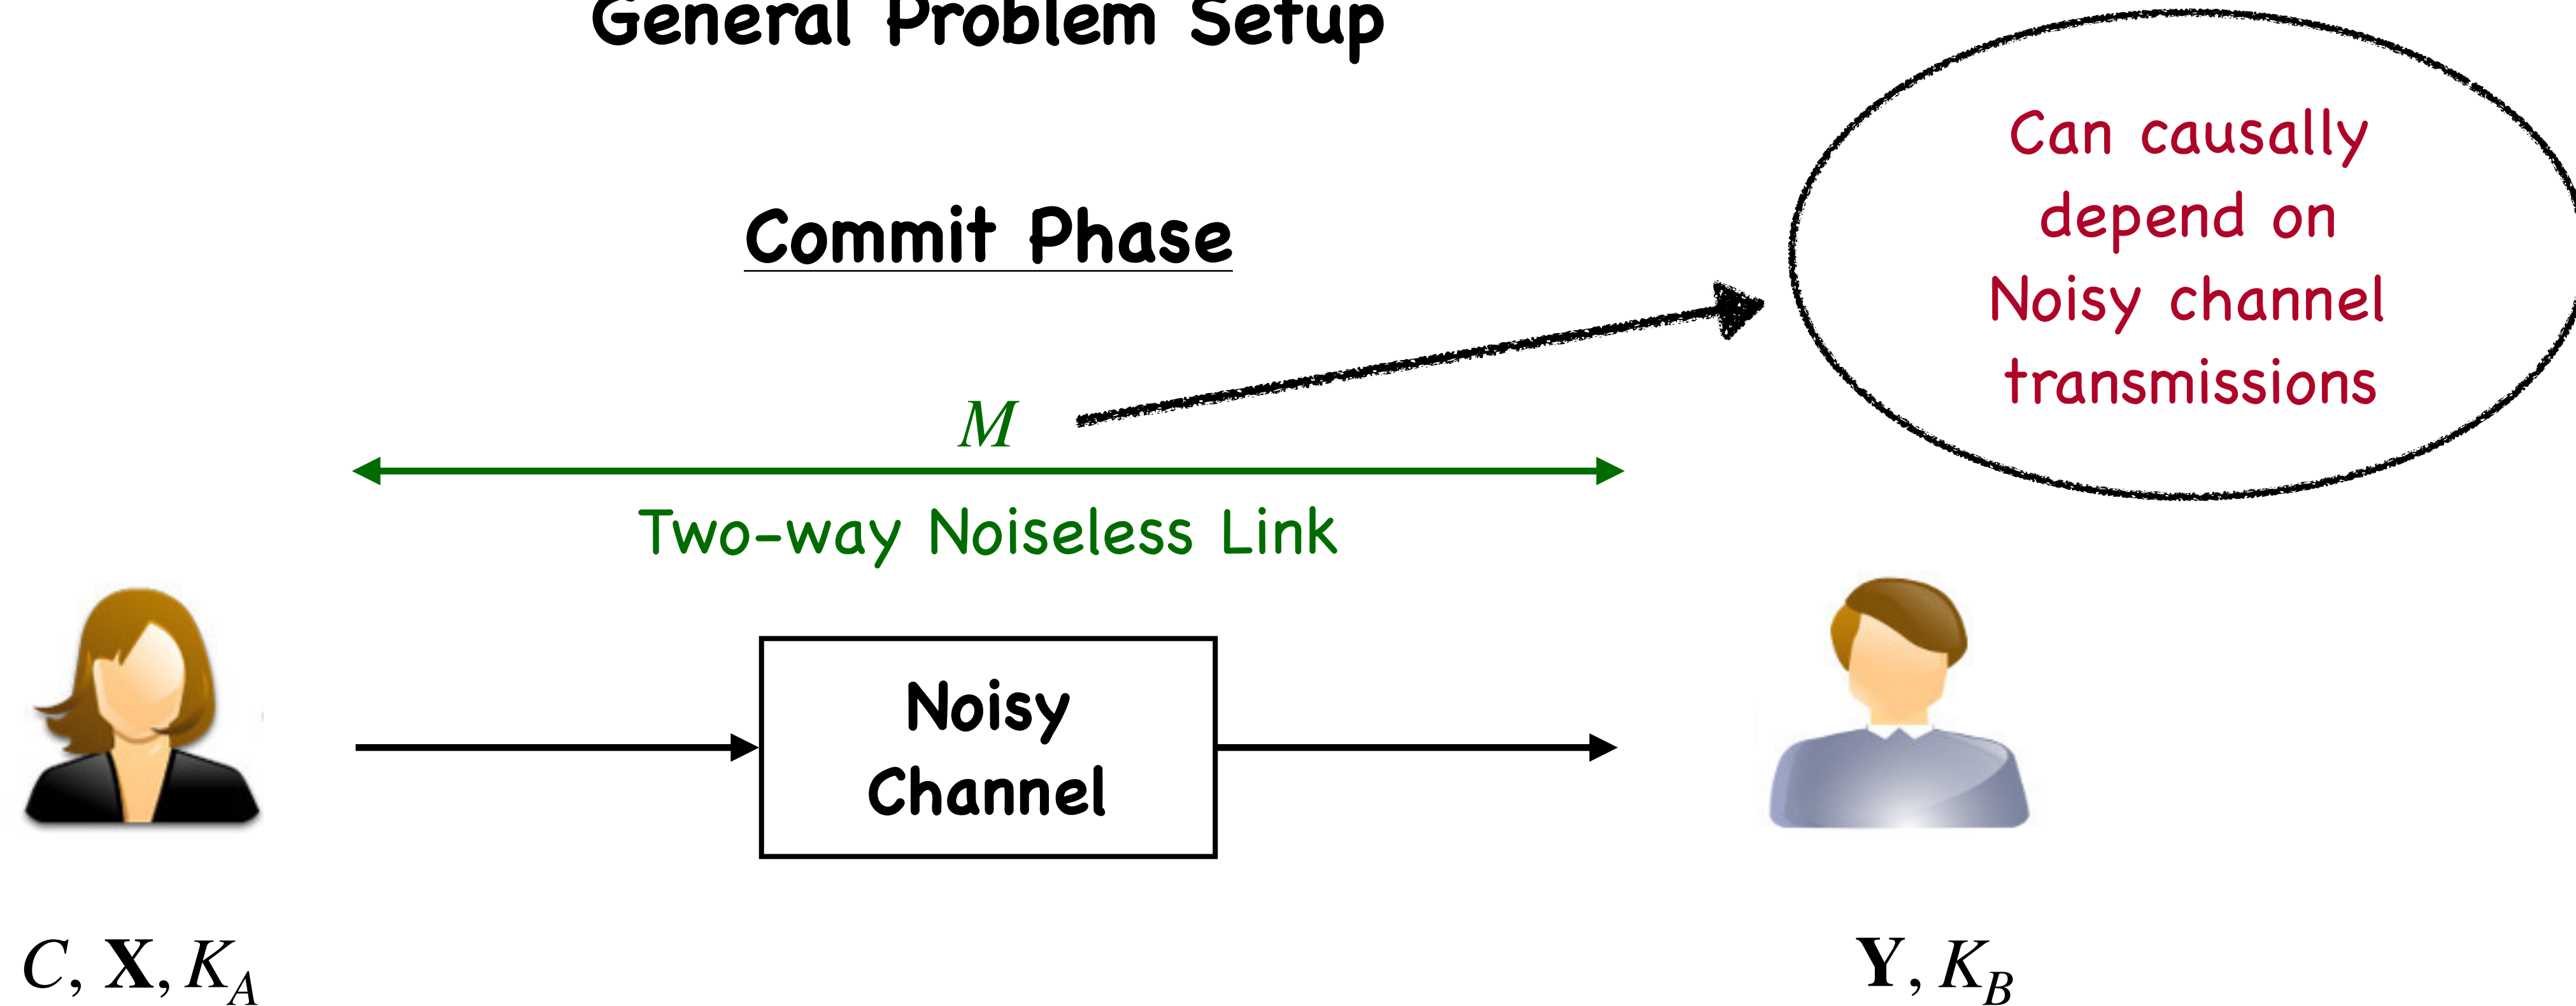 General Problem Setup
Commit Phase
Can causally
depend on
Noisy channel
transmissions
M
Two-way Noiseless Link
Noisy
Channel
C, X, K_A
Y, K_B